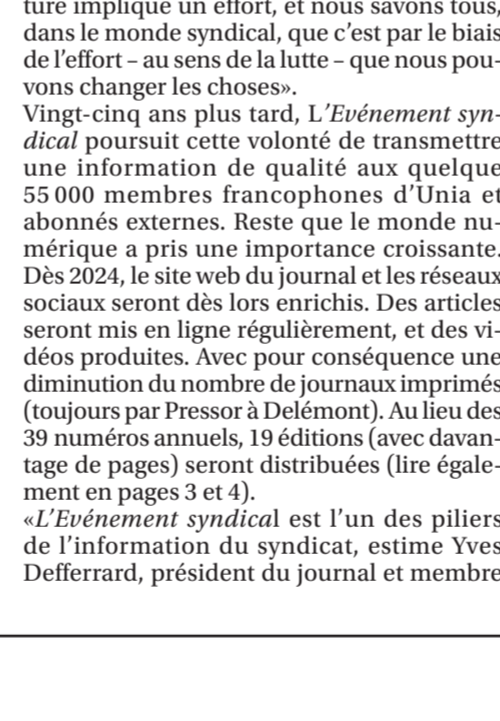 ture implique un effort, et nous savons tous,
dans le monde syndical, que c’est par le biais
de l’effort – au sens de la lutte – que nous pou-
vons changer les choses».
Vingt-cinq ans plus tard, L’Evénement syn-
dical poursuit cette volonté de transmettre
une information de qualité aux quelque
55 000 membres francophones d’Unia et
abonnés externes. Reste que le monde nu-
mérique a pris une importance croissante.
Dès 2024, le site web du journal et les réseaux
sociaux seront dès lors enrichis. Des articles
seront mis en ligne régulièrement, et des vi-
déos produites. Avec pour conséquence une
diminution du nombre de journaux imprimés
(toujours par Pressor à Delémont). Au lieu des
39 numéros annuels, 19 éditions (avec davan-
tage de pages) seront distribuées (lire égale-
ment en pages 3 et 4).
«L’Evénement syndical est l’un des piliers
de l’information du syndicat, estime Yves
Defferrard, président du journal et membre